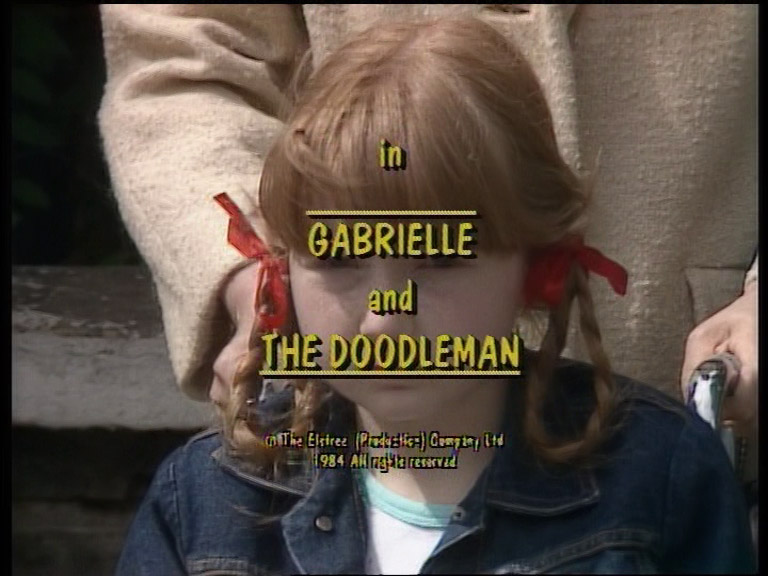 in
GABRIELLE
and
THE DOODLEMAN
© The Elstree (Production) Company Ltd
1984 All rights reserved